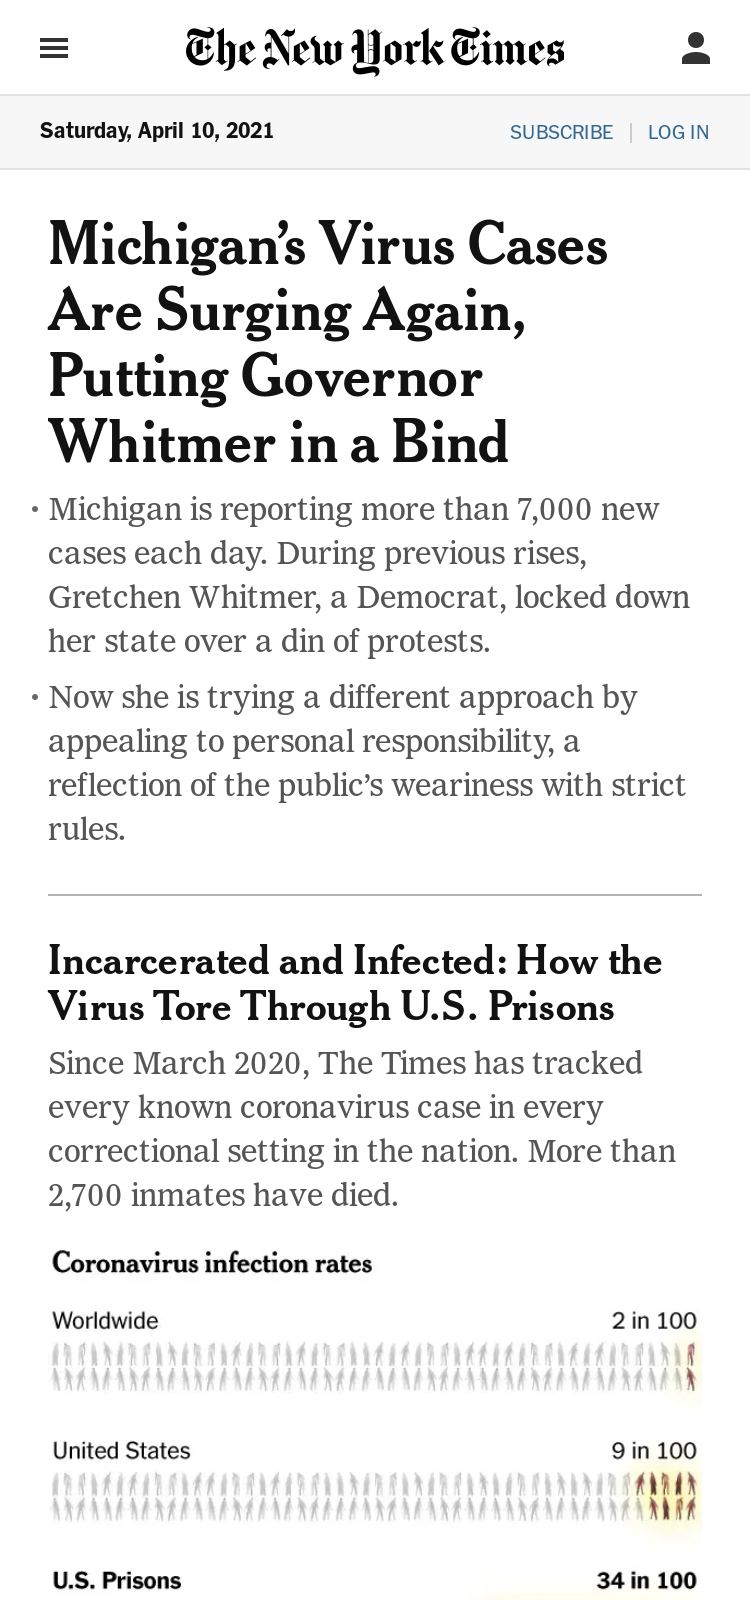 The New York Times
Saturday, April 10, 2021
SUBSCRIBE | LOG IN
Michigan’s Virus Cases
Are Surging Again,
Putting Governor
Whitmer in a Bind
• Michigan is reporting more than 7,000 new
cases each day. During previous rises,
Gretchen Whitmer, a Democrat, locked down
her state over a din of protests.
• Now she is trying a different approach by
appealing to personal responsibility, a
reflection of the public’s weariness with strict
rules.
Incarcerated and Infected: How the
Virus Tore Through U.S. Prisons
Since March 2020, The Times has tracked
every known coronavirus case in every
correctional setting in the nation. More than
2,700 inmates have died.
Coronavirus infection rates
Worldwide 2 in 100
United States 9 in 100
U.S. Prisons 34 in 100